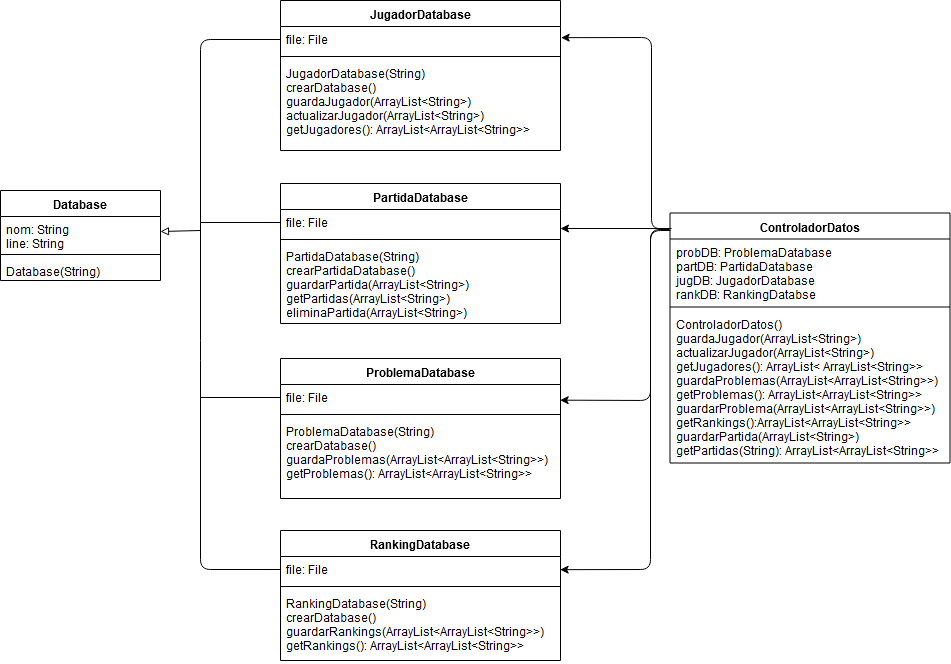 JugadorDatabase
file: File
JugadorDatabase(String)
crearDatabase()
guardaJugador(ArrayList<String>)
actualizarJugador(ArrayList<String>)
getJugadores(): ArrayList<ArrayList<String>>
Database
nom: String
line: String
Database(String)
PartidaDatabase
file: File
PartidaDatabase(String)
crearPartidaDatabase()
guardarPartida(ArrayList<String>)
getPartidas(ArrayList<String>)
eliminaPartida(ArrayList<String>)
ControladorDatos
probDB: ProblemaDatabase
partDB: PartidaDatabase
jugDB: JugadorDatabase
rankDB: RankingDatabse
ControladorDatos()
guardaJugador(ArrayList<String>)
actualizarJugador(ArrayList<String>)
getJugadores(): ArrayList< ArrayList<String>>
guardaProblemas(ArrayList<ArrayList<String>>)
getProblemas(): ArrayList<ArrayList<String>>
guardarProblema(ArrayList<ArrayList<String>>)
getRankings():ArrayList<ArrayList<String>>
guardarPartida(ArrayList<String>)
getPartidas(String): ArrayList<ArrayList<String>>
ProblemaDatabase
file: File
ProblemaDatabase(String)
crearDatabase()
guardaProblemas(ArrayList<ArrayList<String>>)
getProblemas(): ArrayList<ArrayList<String>>
RankingDatabase
file: File
RankingDatabase(String)
crearDatabase()
guardarRankings(ArrayList<ArrayList<String>>)
getRankings(): ArrayList<ArrayList<String>>